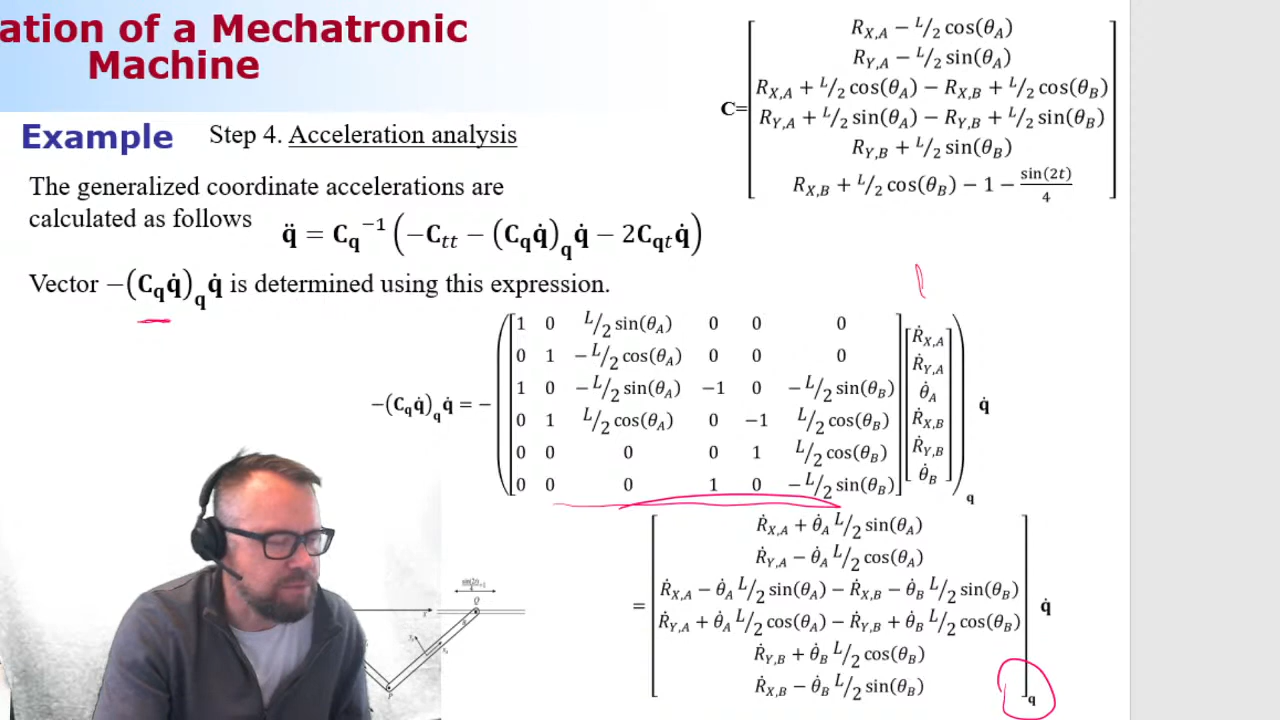 ation of a Mechatronic
Machine
Example
Step 4. Acceleration analysis
C=[
R_{X,A} − L/2 cos(θ_A)
R_{Y,A} − L/2 sin(θ_A)
R_{X,A} + L/2 cos(θ_A) − R_{X,B} + L/2 cos(θ_B)
R_{Y,A} + L/2 sin(θ_A) − R_{Y,B} + L/2 sin(θ_B)
R_{Y,B} + L/2 sin(θ_B)
R_{X,B} + L/2 cos(θ_B) − 1 − sin(2t)/4
]
The generalized coordinate accelerations are
calculated as follows q̈ = C_q^{−1} (−C_{tt} − (C_q q̇)_q q̇ − 2C_{qt} q̇)
Vector −(C_q q̇)_q q̇ is determined using this expression.
−(C_q q̇)_q q̇ = − ([
1 0 L/2 sin(θ_A) 0 0 0
0 1 −L/2 cos(θ_A) 0 0 0
1 0 −L/2 sin(θ_A) −1 0 −L/2 sin(θ_B)
0 1 L/2 cos(θ_A) 0 −1 L/2 cos(θ_B)
0 0 0 0 1 L/2 cos(θ_B)
0 0 0 1 0 −L/2 sin(θ_B)
] [
Ṙ_{X,A}
Ṙ_{Y,A}
θ̇_A
Ṙ_{X,B}
Ṙ_{Y,B}
θ̇_B
])_q q̇
= [
Ṙ_{X,A} + θ̇_A L/2 sin(θ_A)
Ṙ_{Y,A} − θ̇_A L/2 cos(θ_A)
Ṙ_{X,A} − θ̇_A L/2 sin(θ_A) − Ṙ_{X,B} − θ̇_B L/2 sin(θ_B)
Ṙ_{Y,A} + θ̇_A L/2 cos(θ_A) − Ṙ_{Y,B} + θ̇_B L/2 cos(θ_B)
Ṙ_{Y,B} + θ̇_B L/2 cos(θ_B)
Ṙ_{X,B} − θ̇_B L/2 sin(θ_B)
]_q q̇
Q
P